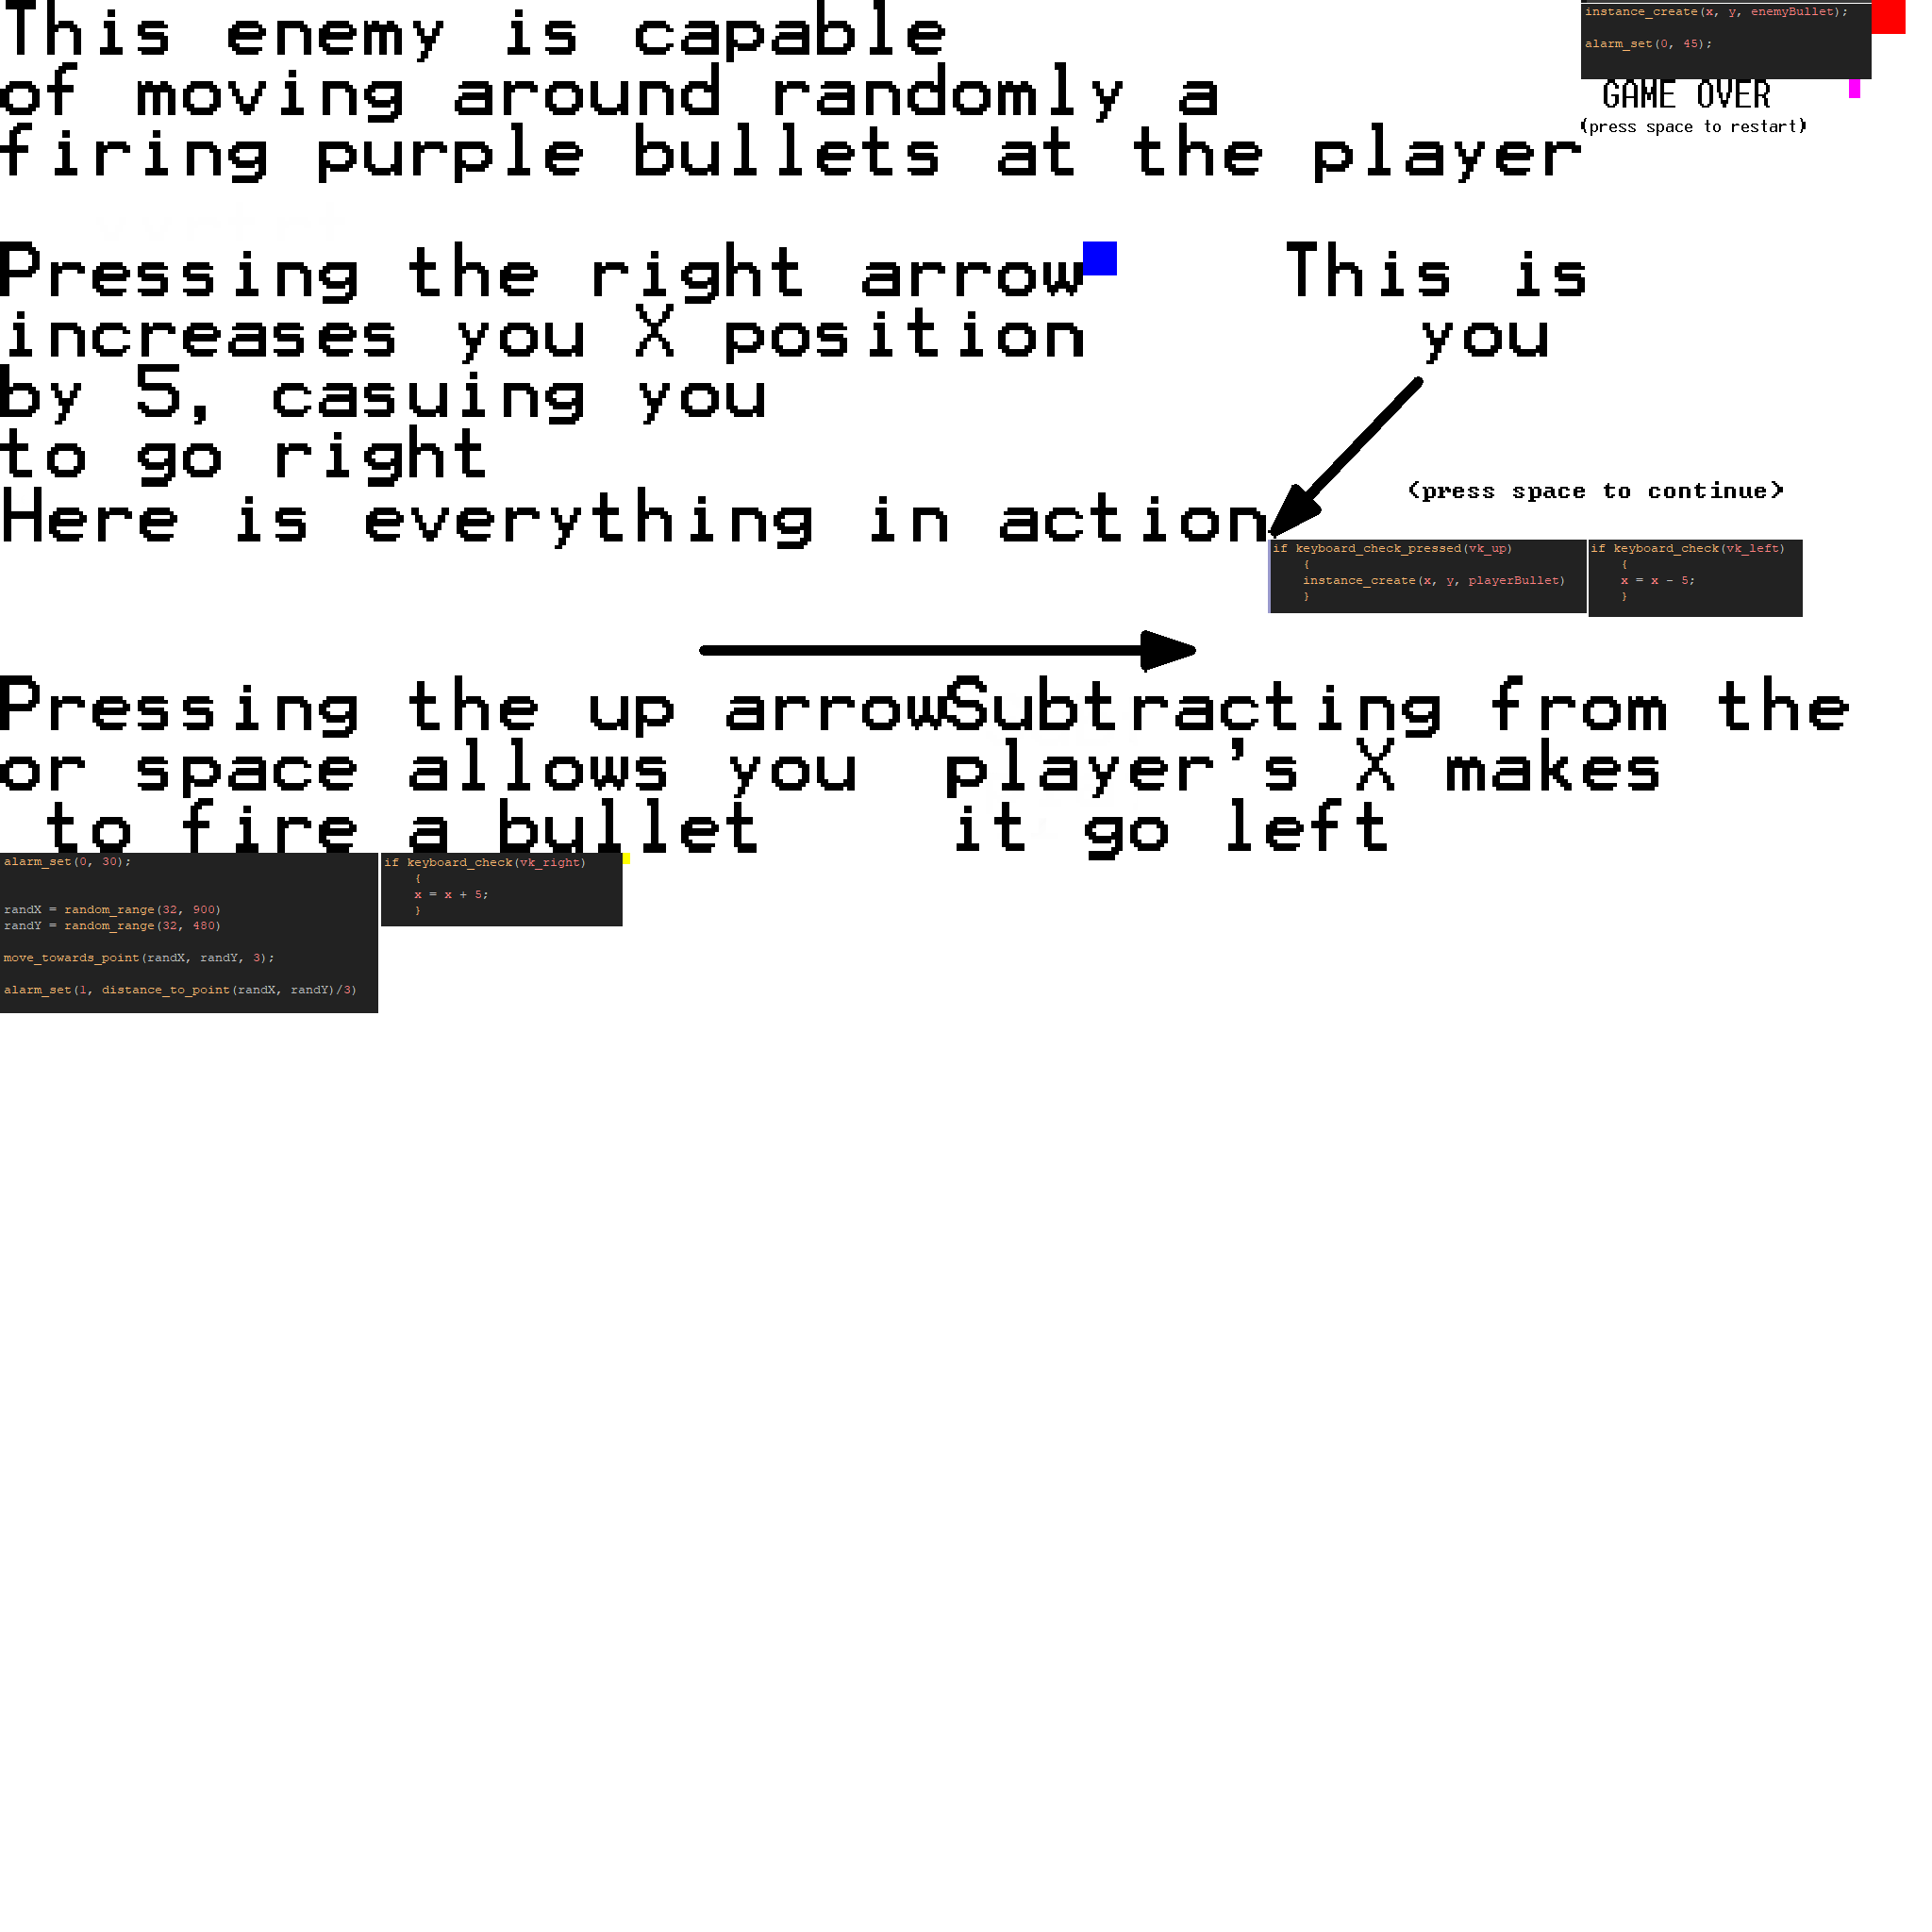 This enemy is capable
of moving around randomly a
firing purple bullets at the player
instance_create(x, y, enemyBullet);
alarm_set(0, 45);
GAME OVER
(press space to restart)
Pressing the right arrow
increases you X position
by 5, casuing you
to go right
This is
you
(press space to continue)
Here is everything in action
if keyboard_check_pressed(vk_up)
{
instance_create(x, y, playerBullet)
}
if keyboard_check(vk_left)
{
x = x - 5;
}
Pressing the up arrow
or space allows you
to fire a bullet
Subtracting from the
player's X makes
it go left
alarm_set(0, 30);
randX = random_range(32, 900)
randY = random_range(32, 480)
move_towards_point(randX, randY, 3);
alarm_set(1, distance_to_point(randX, randY)/3)
if keyboard_check(vk_right)
{
x = x + 5;
}